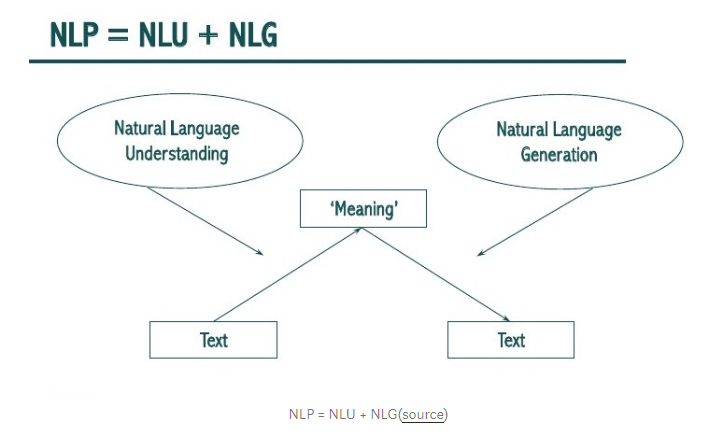 NLP = NLU + NLG
Natural Language
Understanding
Natural Language
Generation
‘Meaning’
Text
Text
NLP = NLU + NLG(source)